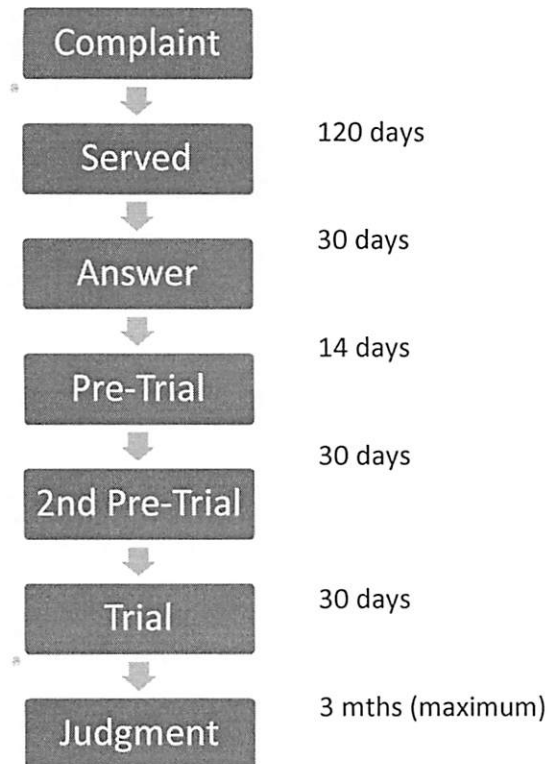 Complaint
120 days
Served
30 days
Answer
14 days
Pre-Trial
30 days
2nd Pre-Trial
30 days
Trial
3 mths (maximum)
Judgment